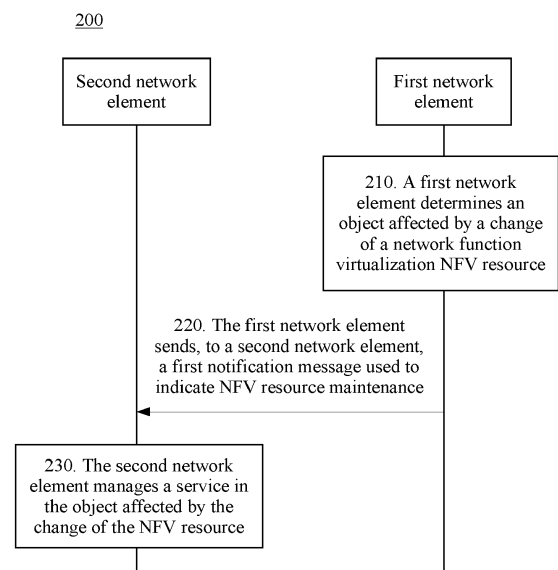 200
Second network
element
First network
element
210. A first network
element determines an
object affected by a change
of a network function
virtualization NFV resource
220. The first network element
sends, to a second network element,
a first notification message used to
indicate NFV resource maintenance
230. The second network
element manages a service in
the object affected by the
change of the NFV resource